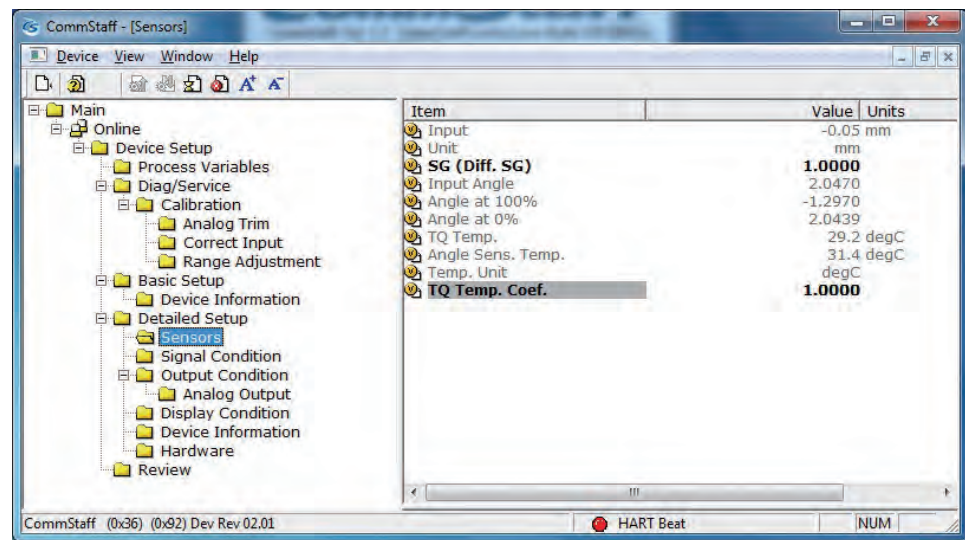 CommStaff - [Sensors]
Device View Window Help
Main
Online
Device Setup
Process Variables
Diag/Service
Calibration
Analog Trim
Correct Input
Range Adjustment
Basic Setup
Device Information
Detailed Setup
Sensors
Signal Condition
Output Condition
Analog Output
Display Condition
Device Information
Hardware
Review
Item Value Units
Input -0.05 mm
Unit mm
SG (Diff. SG) 1.0000
Input Angle 2.0470
Angle at 100% -1.2970
Angle at 0% 2.0439
TQ Temp. 29.2 degC
Angle Sens. Temp. 31.4 degC
Temp. Unit degC
TQ Temp. Coef. 1.0000
CommStaff (0x36) (0x92) Dev Rev 02.01 HART Beat NUM